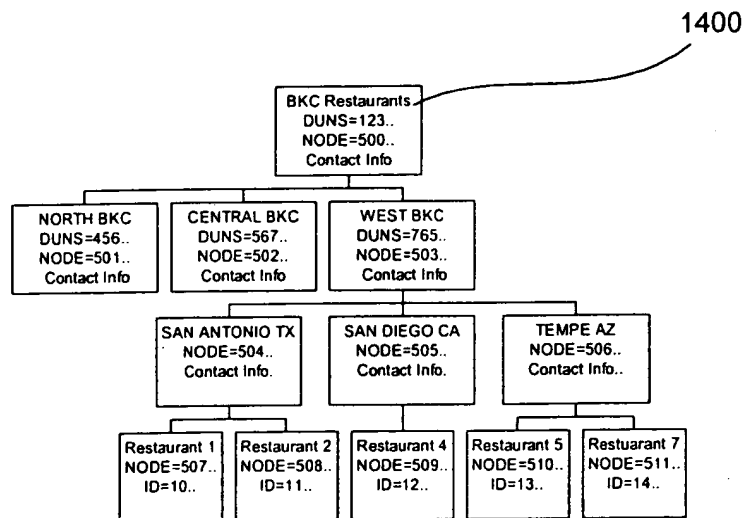 1400
BKC Restaurants
DUNS=123..
NODE=500..
Contact Info
NORTH BKC
DUNS=456..
NODE=501..
Contact Info
CENTRAL BKC
DUNS=567..
NODE=502..
Contact Info
WEST BKC
DUNS=765..
NODE=503..
Contact Info
SAN ANTONIO TX
NODE=504..
Contact Info.
SAN DIEGO CA
NODE=505..
Contact Info.
TEMPE AZ
NODE=506..
Contact Info..
Restaurant 1
NODE=507..
ID=10..
Restaurant 2
NODE=508..
ID=11..
Restaurant 4
NODE=509..
ID=12..
Restaurant 5
NODE=510..
ID=13..
Restuarant 7
NODE=511..
ID=14..